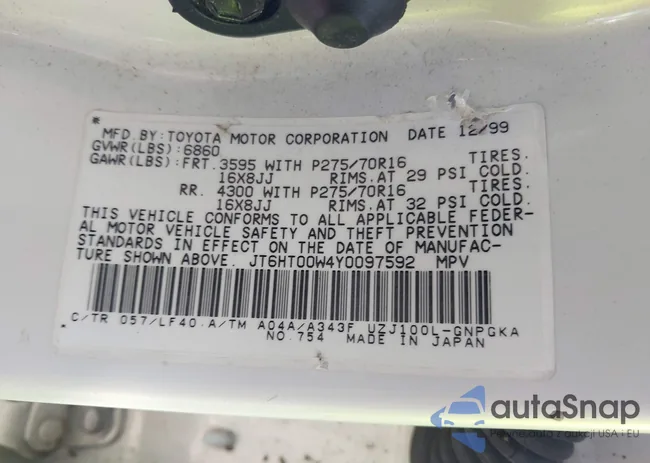 *
MFD BY:TOYOTA MOTOR CORPORATION DATE 12/99
GVWR(LBS):6860
GAWR(LBS):FRT.3595 WITH P275/70R16 TIRES.
16X8JJ RIMS.AT 29 PSI COLD.
RR. 4300 WITH P275/70R16 TIRES.
16X8JJ RIMS.AT 32 PSI COLD.
THIS VEHICLE CONFORMS TO ALL APPLICABLE FEDER-
AL MOTOR VEHICLE SAFETY AND THEFT PREVENTION
STANDARDS IN EFFECT ON THE DATE OF MANUFAC-
TURE SHOWN ABOVE. JT6HT00W4Y0097592 MPV
C/TR 057/LF40.A/TM A04A/A343F UZJ100L-GNPGKA
NO.754 MADE IN JAPAN
autoSnap
aukcji USA i EU